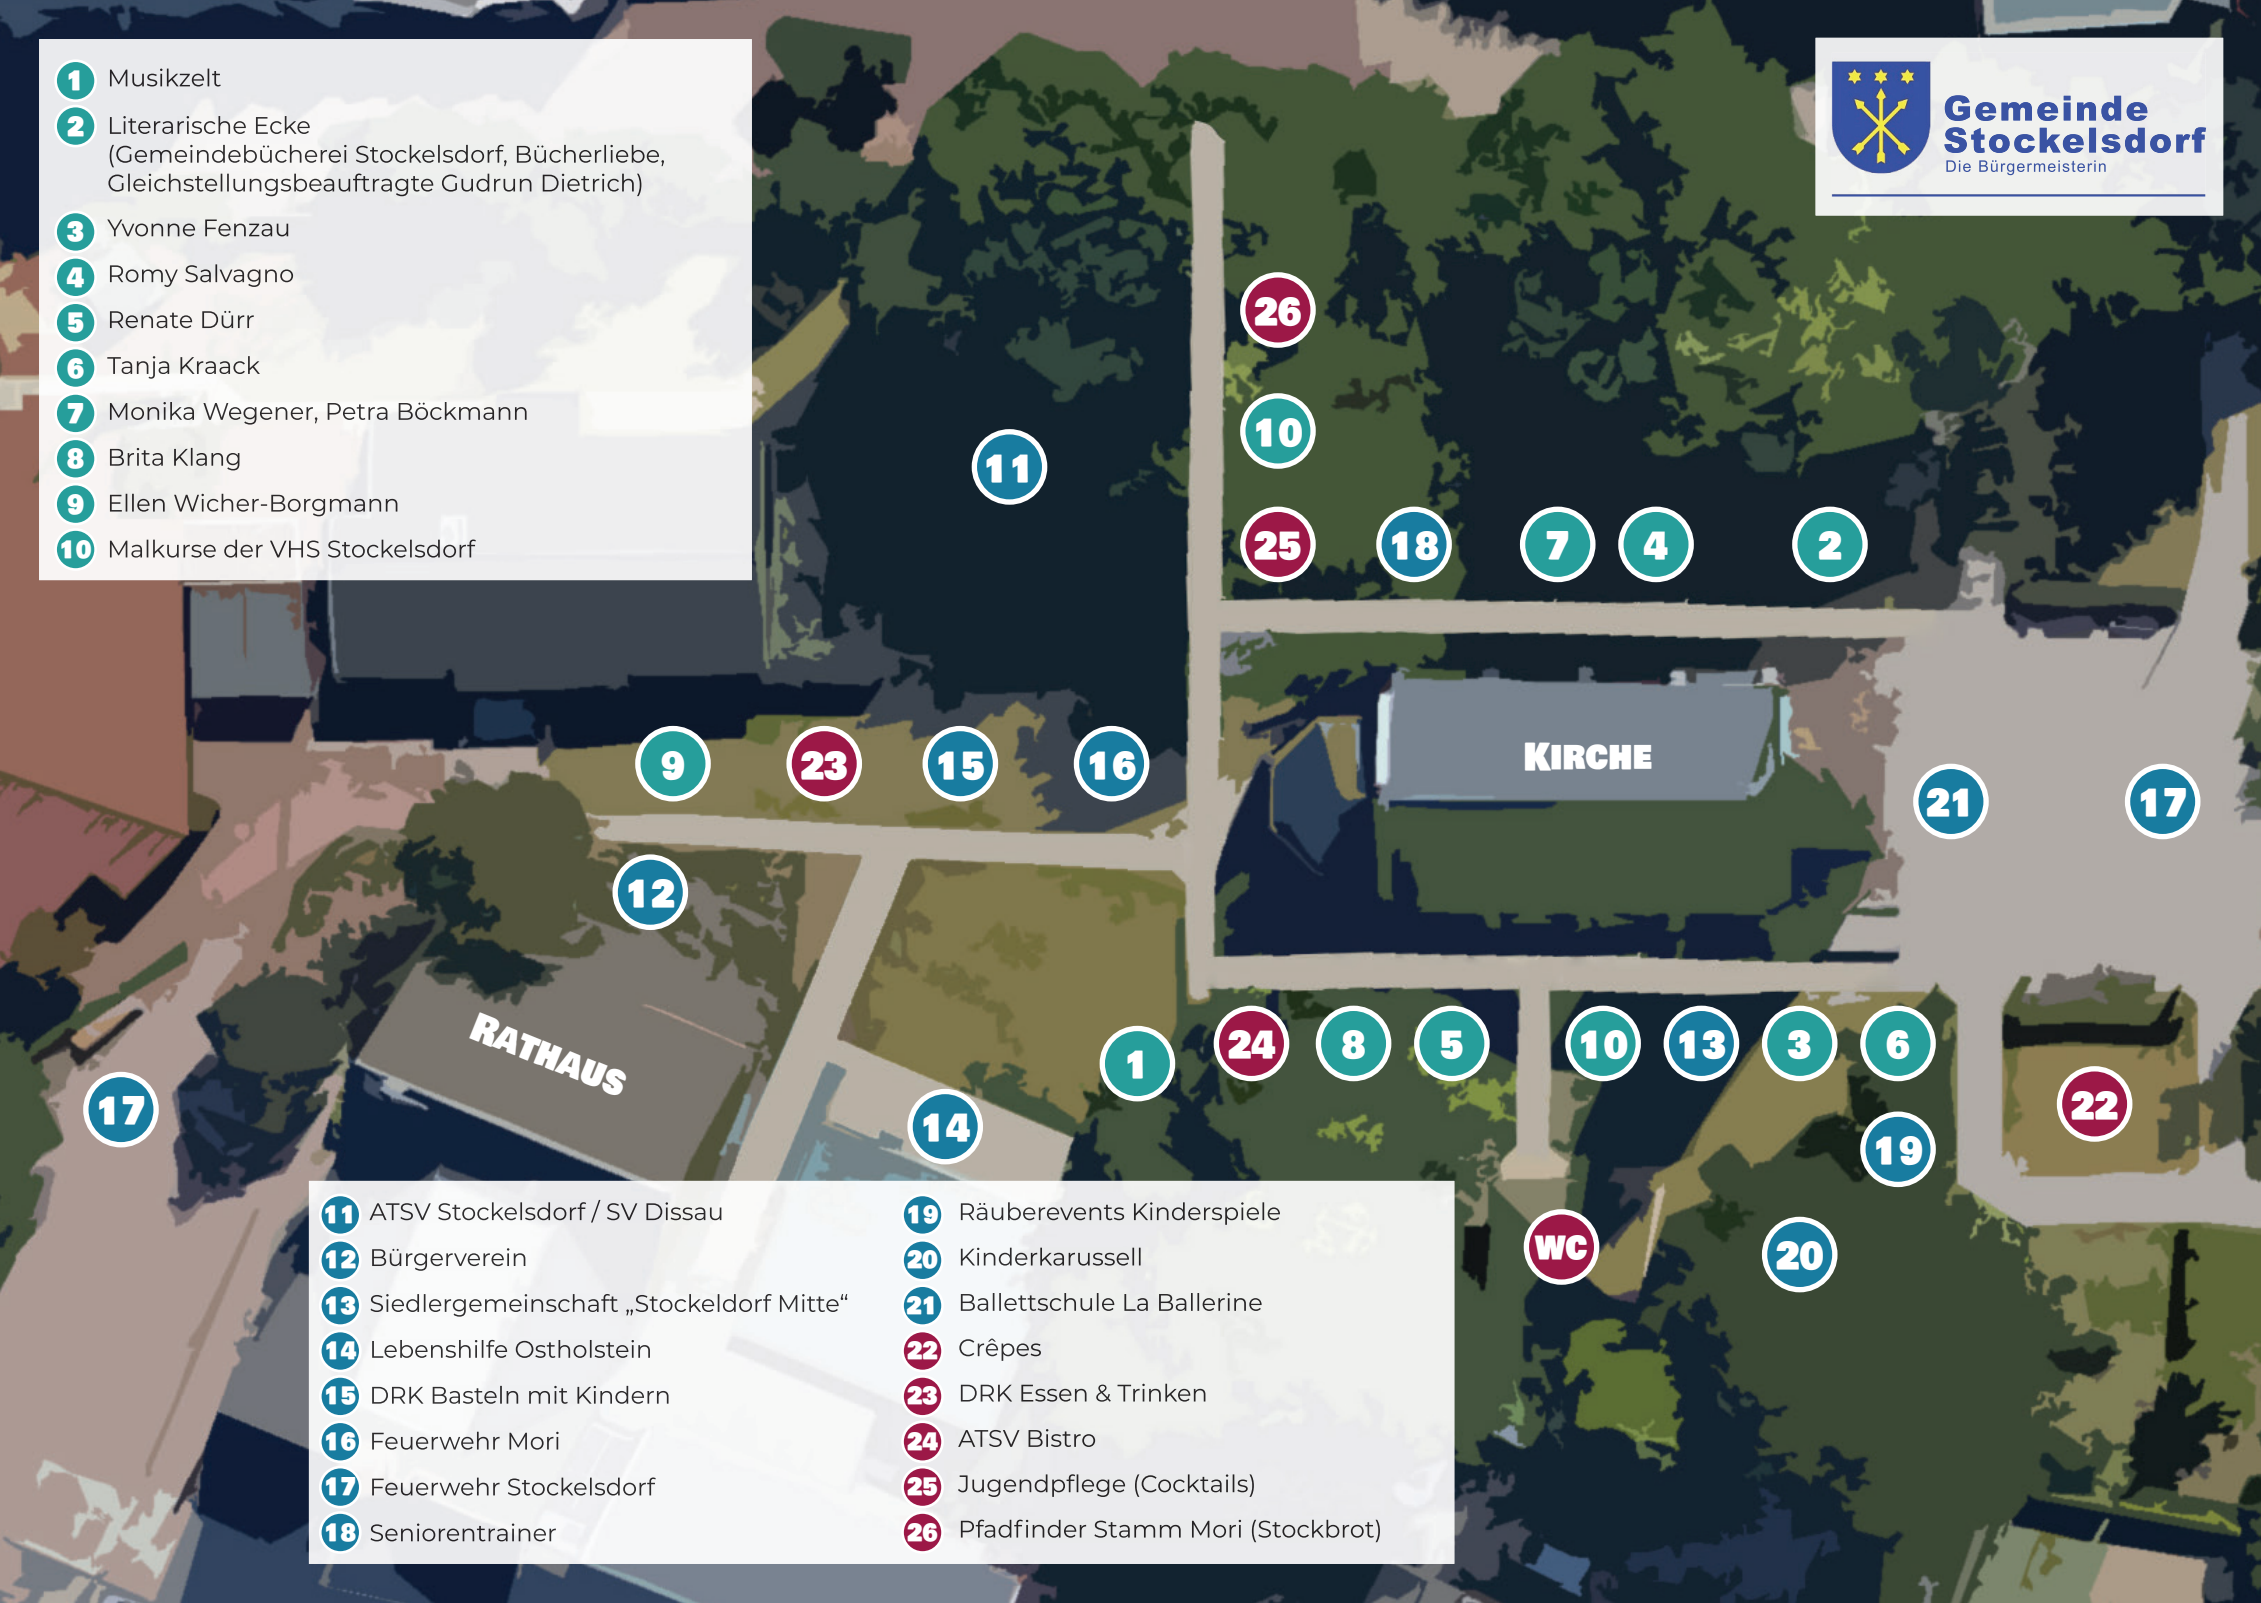 1 Musikzelt
2 Literarische Ecke
(Gemeindebücherei Stockelsdorf, Bücherliebe,
Gleichstellungsbeauftragte Gudrun Dietrich)
3 Yvonne Fenzau
4 Romy Salvagno
5 Renate Dürr
6 Tanja Kraack
7 Monika Wegener, Petra Böckmann
8 Brita Klang
9 Ellen Wicher-Borgmann
10 Malkurse der VHS Stockelsdorf
Gemeinde
Stockelsdorf
Die Bürgermeisterin
26
10
11
25 18 7 4 2
KIRCHE
9 23 15 16
21 17
12
RATHAUS
24 8 5 10 13 3 6
1
22
17
14
19
WC
20
11 ATSV Stockelsdorf / SV Dissau
12 Bürgerverein
13 Siedlergemeinschaft „Stockeldorf Mitte“
14 Lebenshilfe Ostholstein
15 DRK Basteln mit Kindern
16 Feuerwehr Mori
17 Feuerwehr Stockelsdorf
18 Seniorentrainer
19 Räuberevents Kinderspiele
20 Kinderkarussell
21 Ballettschule La Ballerine
22 Crêpes
23 DRK Essen & Trinken
24 ATSV Bistro
25 Jugendpflege (Cocktails)
26 Pfadfinder Stamm Mori (Stockbrot)